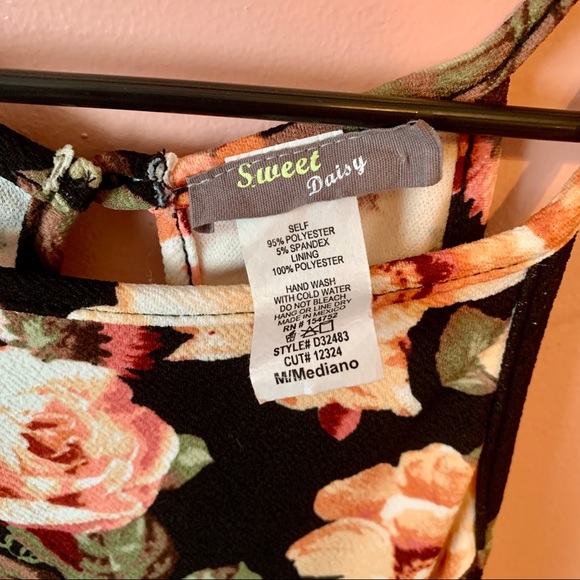 Sweet
Daisy
SELF
95% POLYESTER
5% SPANDEX
LINING
100% POLYESTER
HAND WASH
WITH COLD WATER
DO NOT BLEACH
HANG OR LINE DRY
MADE IN MEXICO
RN # 154752
STYLE# D32483
CUT# 12324
M/Mediano